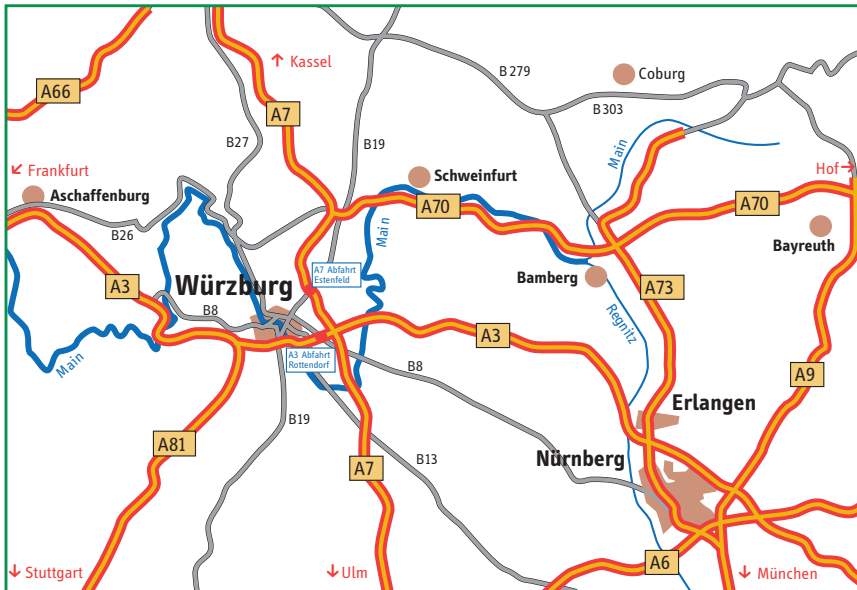 ↑ Kassel
B 279
Coburg
A66
B303
A7
Main
B27
B19
↙ Frankfurt
Schweinfurt
Hof→
Aschaffenburg
A70
A70
B26
Main
Bayreuth
A7 Abfahrt
Estenfeld
Bamberg
Würzburg
A3
A73
B8
Regnitz
A3
Main
A3 Abfahrt
Rottendorf
B8
A9
Erlangen
B19
A81
Nürnberg
A7
B13
A6
↓ Stuttgart
↓ Ulm
↓ München